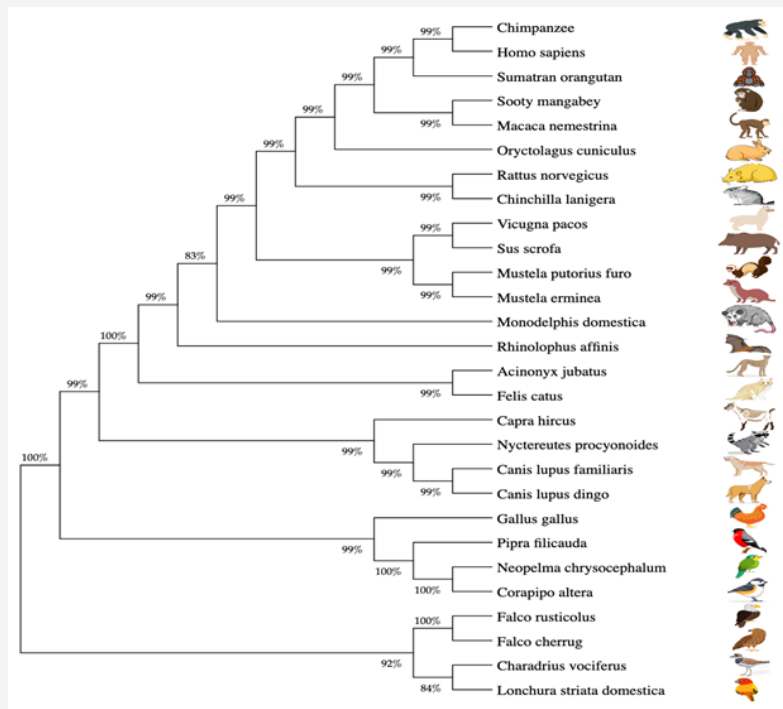 Chimpanzee
99%
Homo sapiens
99%
Sumatran orangutan
99%
Sooty mangabey
99%
Macaca nemestrina
99%
Oryctolagus cuniculus
99%
Rattus norvegicus
99%
Chinchilla lanigera
99%
Vicugna pacos
99%
Sus scrofa
83%
99%
Mustela putorius furo
99%
Mustela erminea
99%
Monodelphis domestica
100%
Rhinolophus affinis
Acinonyx jubatus
99%
99%
Felis catus
Capra hircus
99%
Nyctereutes procyonoides
100%
99%
Canis lupus familiaris
99%
Canis lupus dingo
Gallus gallus
99%
Pipra filicauda
100%
Neopelma chrysocephalum
100%
Corapipo altera
Falco rusticolus
100%
Falco cherrug
92%
Charadrius vociferus
84%
Lonchura striata domestica